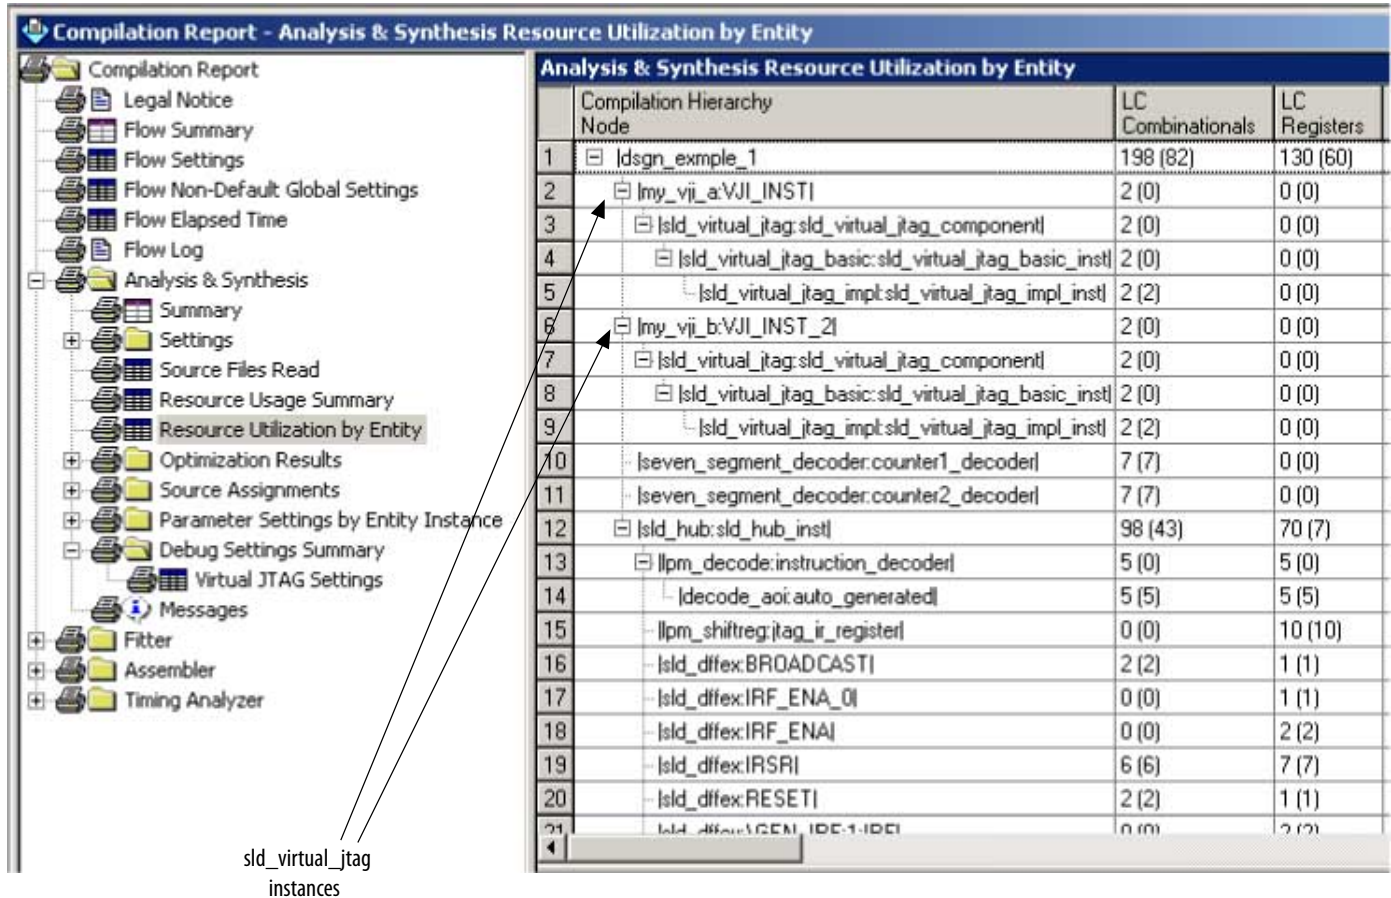 Compilation Report - Analysis & Synthesis Resource Utilization by Entity
Compilation Report
Legal Notice
Flow Summary
Flow Settings
Flow Non-Default Global Settings
Flow Elapsed Time
Flow Log
Analysis & Synthesis
Summary
Settings
Source Files Read
Resource Usage Summary
Resource Utilization by Entity
Optimization Results
Source Assignments
Parameter Settings by Entity Instance
Debug Settings Summary
Virtual JTAG Settings
Messages
Fitter
Assembler
Timing Analyzer
Analysis & Synthesis Resource Utilization by Entity
Compilation Hierarchy Node LC Combinationals LC Registers
1 |dsgn_exmple_1 198 (82) 130 (60)
2 |my_vji_a:VJI_INST| 2 (0) 0 (0)
3 |sld_virtual_jtag:sld_virtual_jtag_component| 2 (0) 0 (0)
4 |sld_virtual_jtag_basic:sld_virtual_jtag_basic_inst| 2 (0) 0 (0)
5 |sld_virtual_jtag_impl:sld_virtual_jtag_impl_inst| 2 (2) 0 (0)
6 |my_vji_b:VJI_INST_2| 2 (0) 0 (0)
7 |sld_virtual_jtag:sld_virtual_jtag_component| 2 (0) 0 (0)
8 |sld_virtual_jtag_basic:sld_virtual_jtag_basic_inst| 2 (0) 0 (0)
9 |sld_virtual_jtag_impl:sld_virtual_jtag_impl_inst| 2 (2) 0 (0)
10 |seven_segment_decoder:counter1_decoder| 7 (7) 0 (0)
11 |seven_segment_decoder:counter2_decoder| 7 (7) 0 (0)
12 |sld_hub:sld_hub_inst| 98 (43) 70 (7)
13 |lpm_decode:instruction_decoder| 5 (0) 5 (0)
14 |decode_aoi:auto_generated| 5 (5) 5 (5)
15 |lpm_shiftreg:jtag_ir_register| 0 (0) 10 (10)
16 |sld_dffex:BROADCAST| 2 (2) 1 (1)
17 |sld_dffex:IRF_ENA_0| 0 (0) 1 (1)
18 |sld_dffex:IRF_ENA| 0 (0) 2 (2)
19 |sld_dffex:IRSR| 6 (6) 7 (7)
20 |sld_dffex:RESET| 2 (2) 1 (1)
21 |sld_dffex:\GEN_IRF:1:IRF| 0 (0) 2 (2)
sld_virtual_jtag
instances